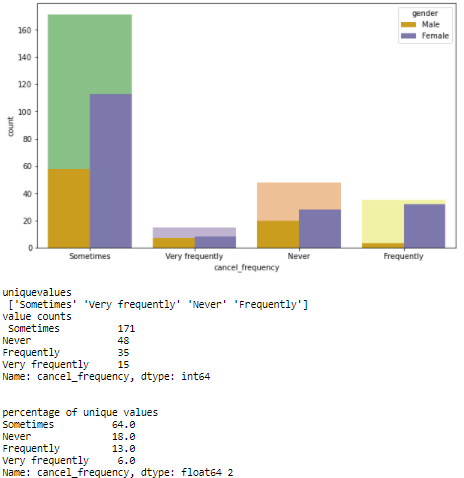 gender
Male
Female
160
140
120
100
80
60
40
20
0
count
Sometimes Very frequently Never Frequently
cancel_frequency
uniquevalues
['Sometimes' 'Very frequently' 'Never' 'Frequently']
value counts
Sometimes 171
Never 48
Frequently 35
Very frequently 15
Name: cancel_frequency, dtype: int64
percentage of unique values
Sometimes 64.0
Never 18.0
Frequently 13.0
Very frequently 6.0
Name: cancel_frequency, dtype: float64 2